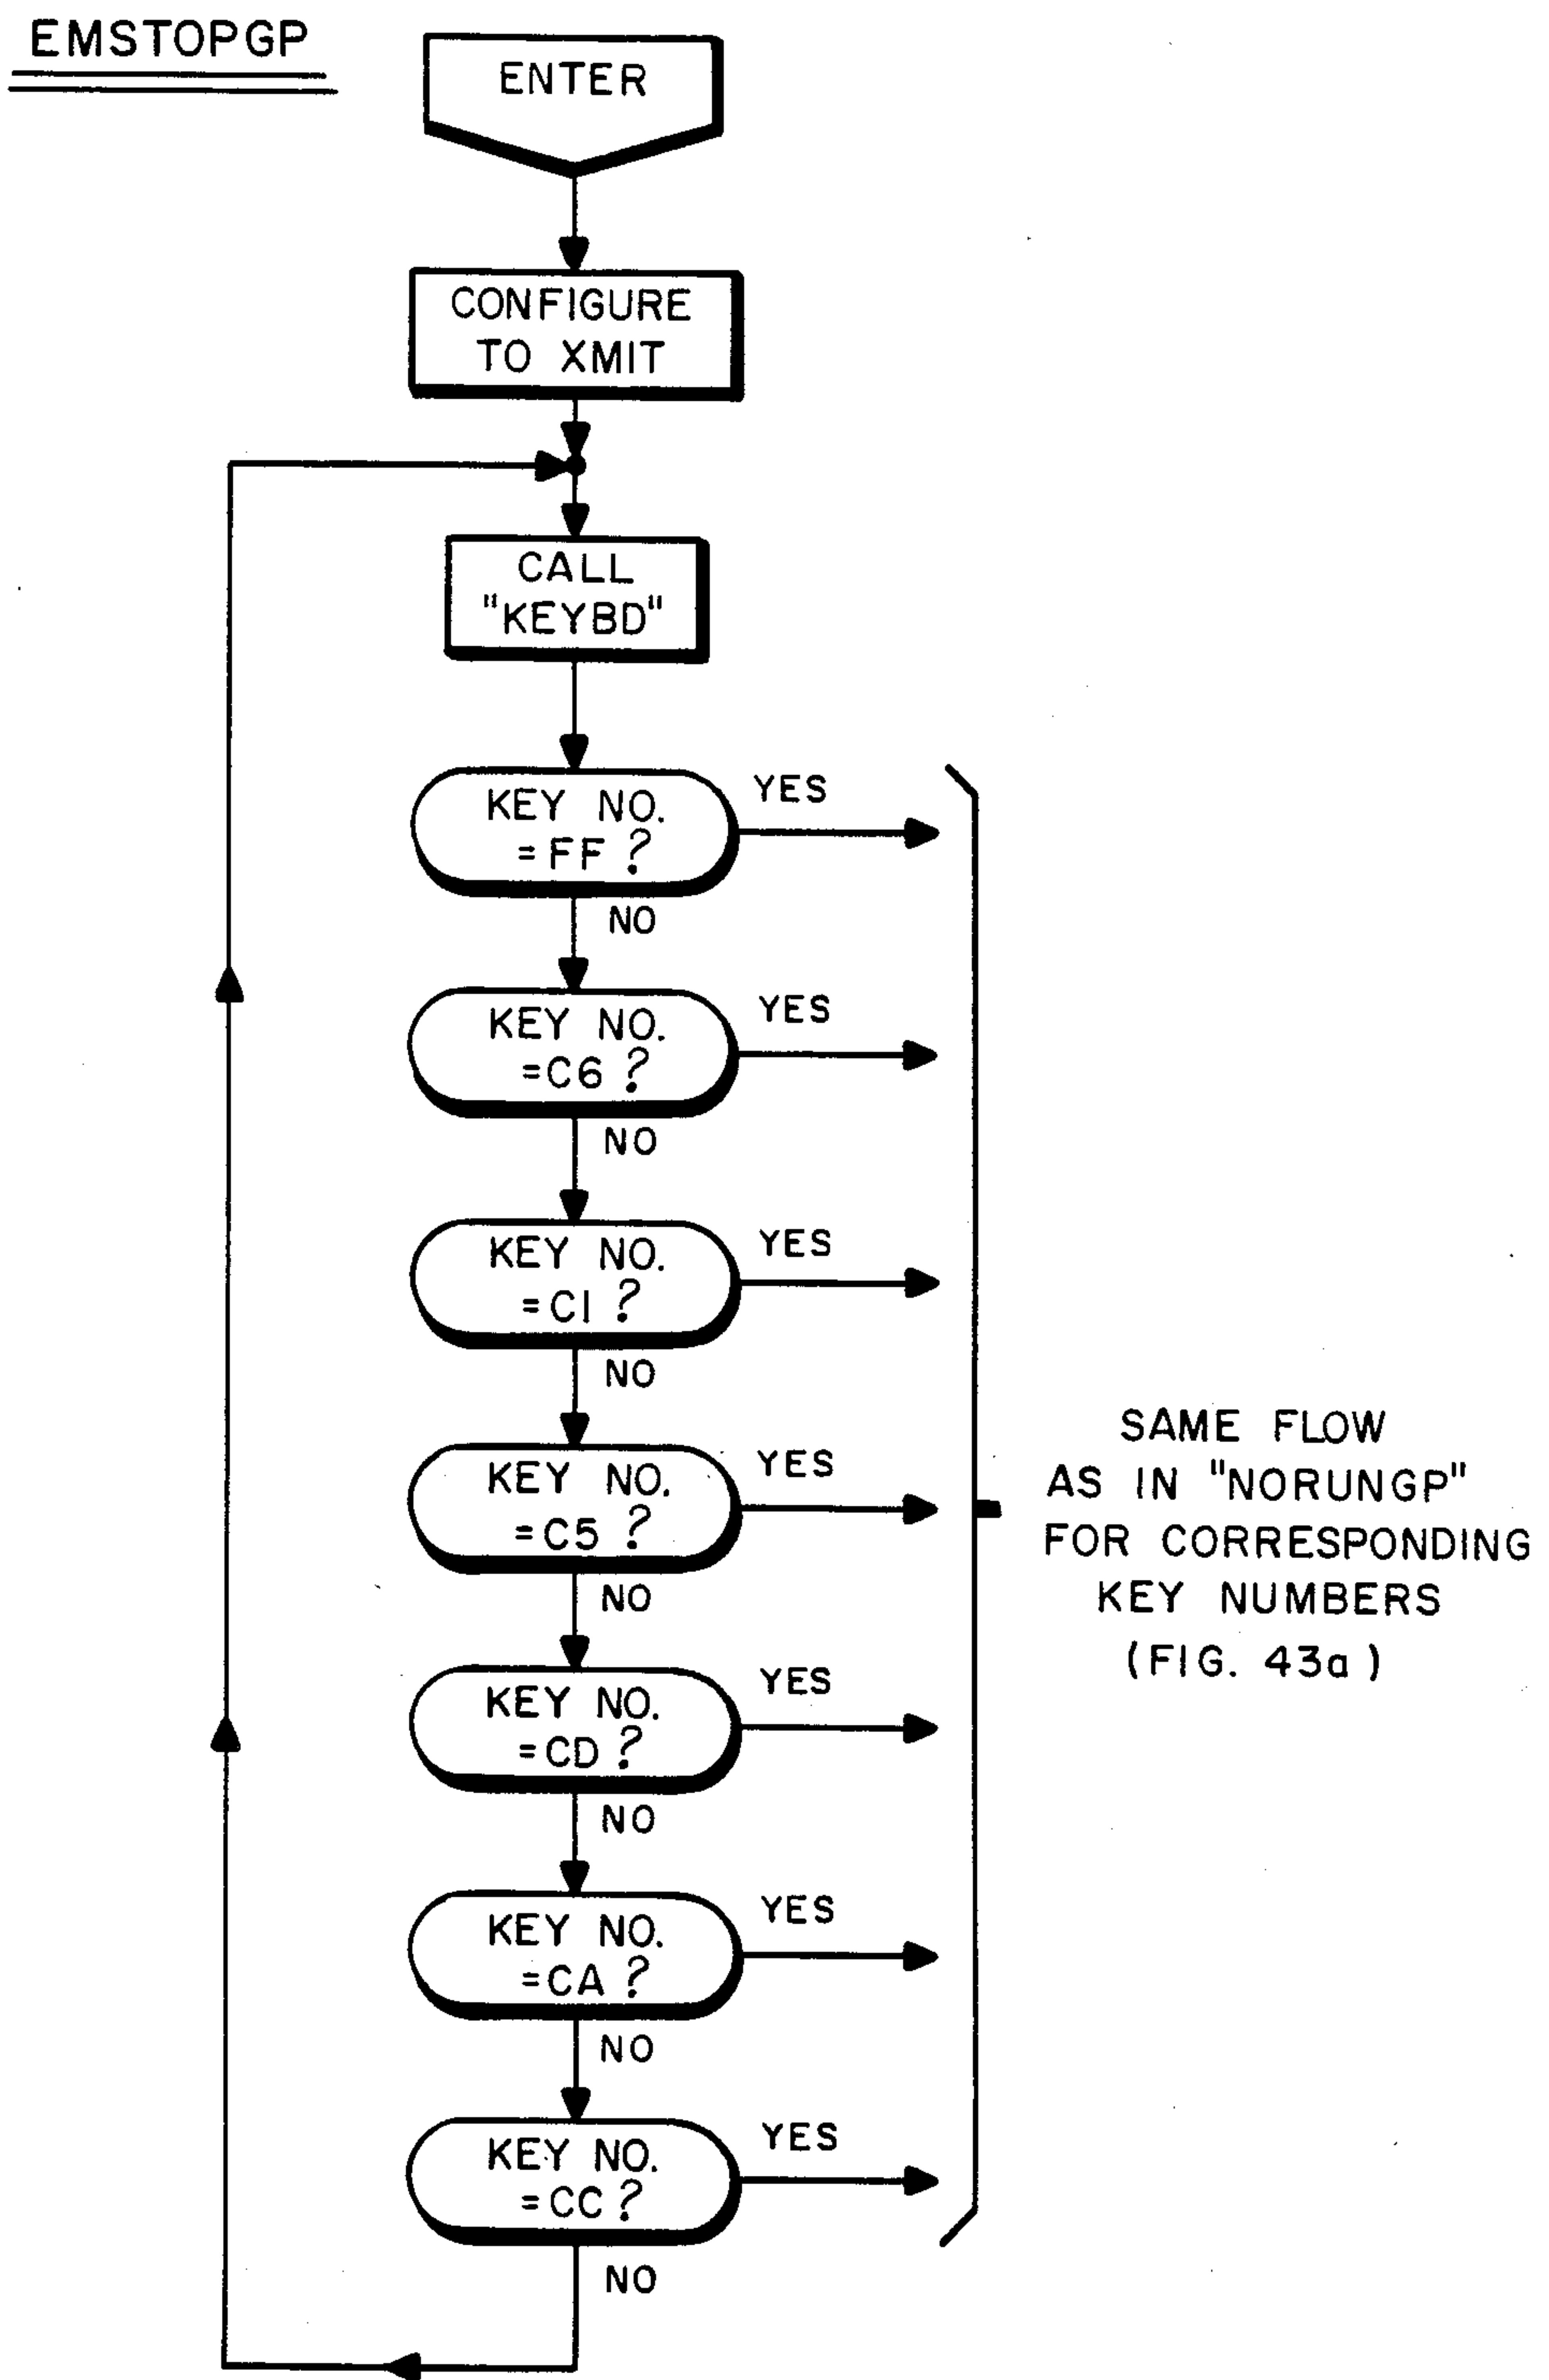 EMSTOPGP
ENTER
CONFIGURE
TO XMIT
CALL
"KEYBD"
KEY NO.
=FF ?
YES
NO
KEY NO.
=C6 ?
YES
NO
KEY NO.
=C1 ?
YES
NO
KEY NO.
=C5 ?
YES
NO
KEY NO.
=CD ?
YES
NO
KEY NO.
=CA ?
YES
NO
KEY NO.
=CC ?
YES
NO
SAME FLOW
AS IN "NORUNGP"
FOR CORRESPONDING
KEY NUMBERS
(FIG. 43a)